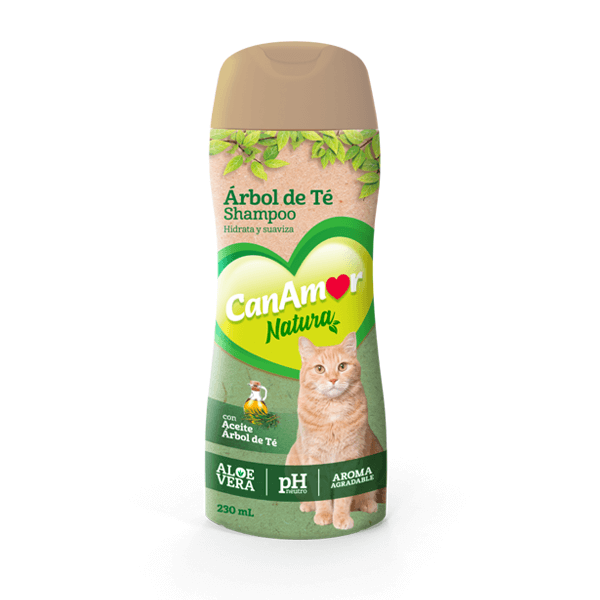 Árbol de Té
Shampoo
Hidrata y suaviza
CanAmor
Natura
con
Aceite
Árbol de Té
ALOE
VERA
pH
neutro
AROMA
AGRADABLE
230 mL